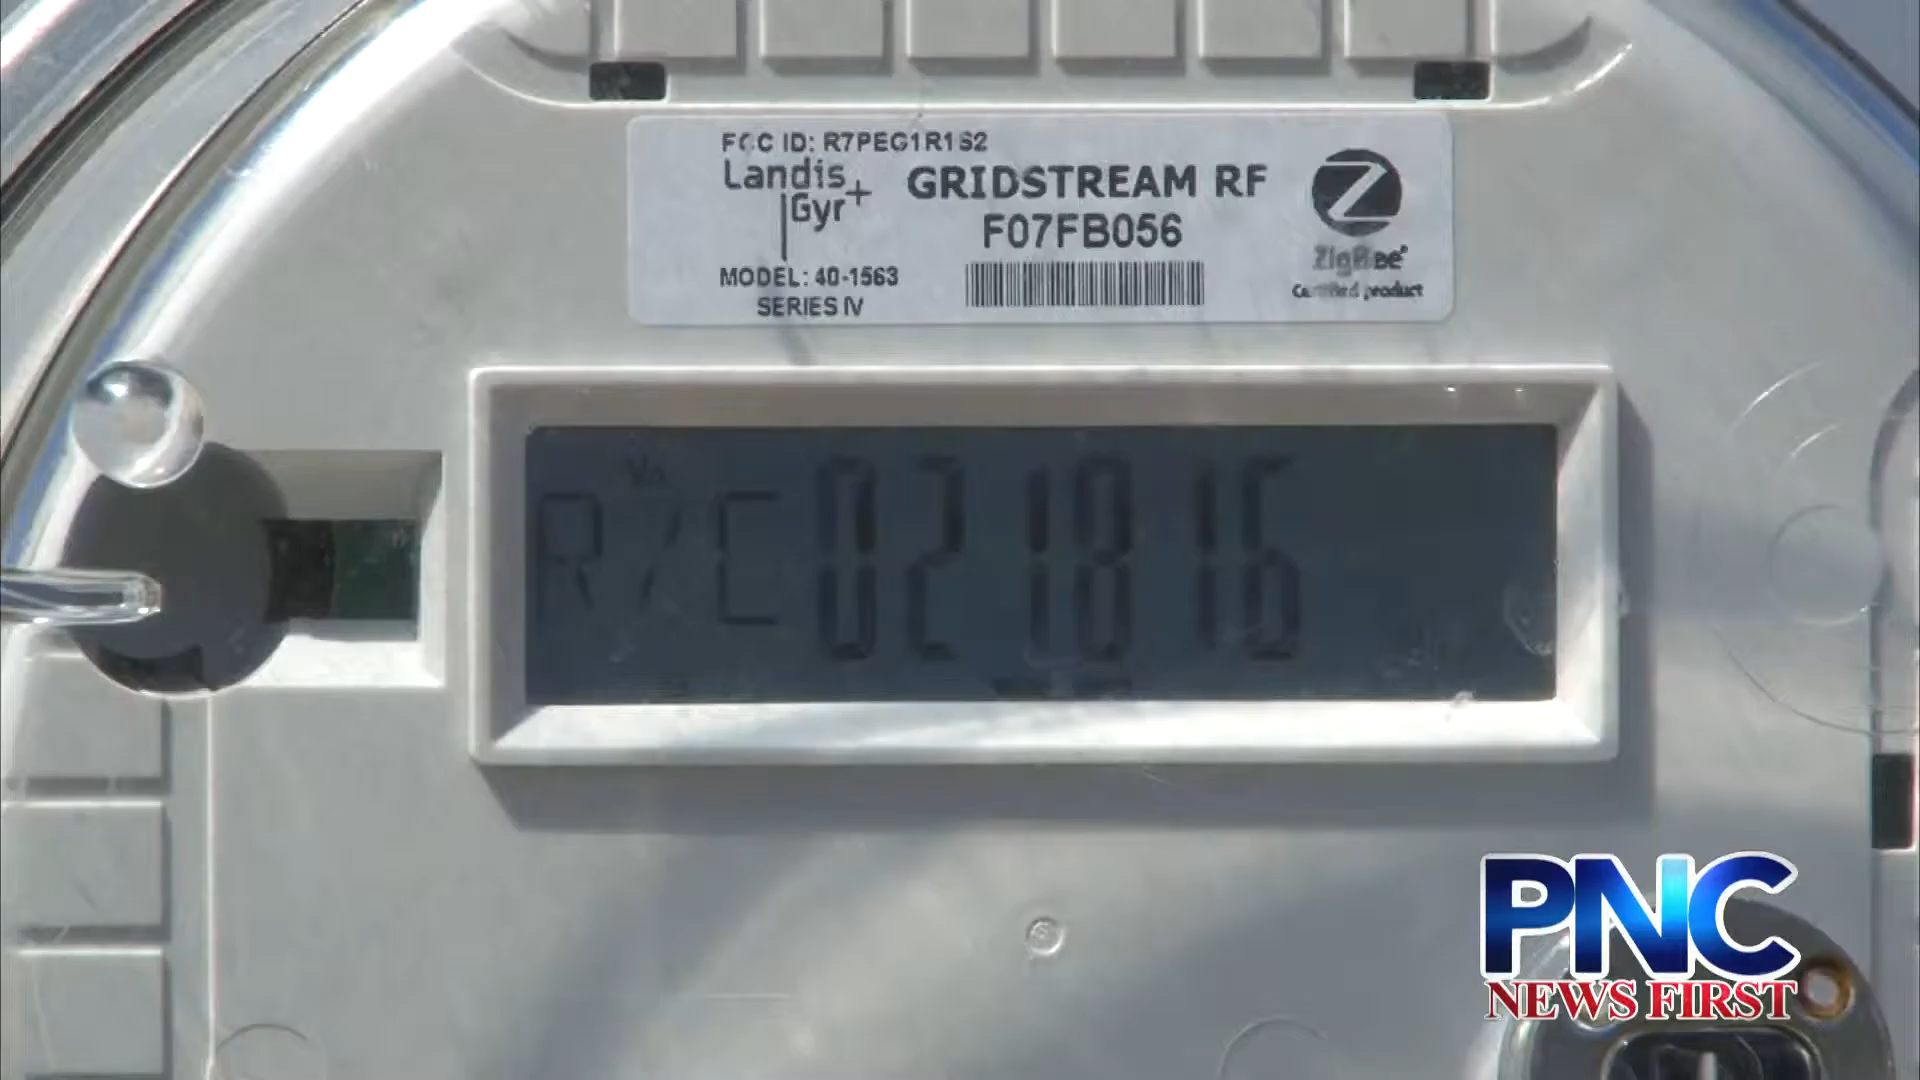 FCC ID: R7PEG1R1S2
Landis
Gyr+
GRIDSTREAM RF
F07FB056
MODEL: 40-1563
SERIES IV
ZigBee
Certified product
021816
PNC
NEWS FIRST